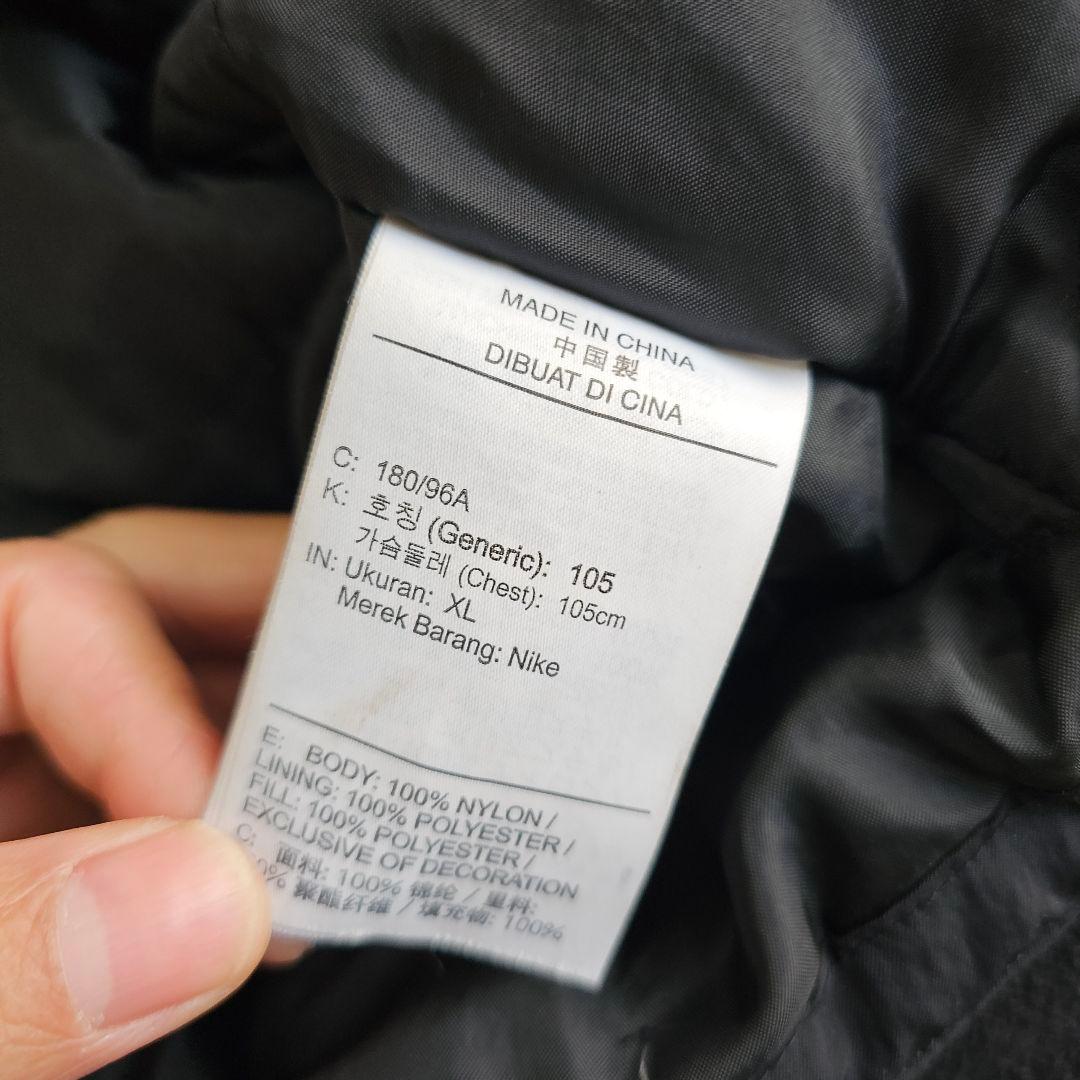 MADE IN CHINA
中国製
DIBUAT DI CINA
C: 180/96A
K: 호칭 (Generic): 105
가슴둘레 (Chest): 105cm
IN: Ukuran: XL
Merek Barang: Nike
E: BODY: 100% NYLON /
LINING: 100% POLYESTER /
FILL: 100% POLYESTER /
EXCLUSIVE OF DECORATION
C: 面料: 100% 锦纶 / 里料:
聚酯纤维 / 填充物: 100%